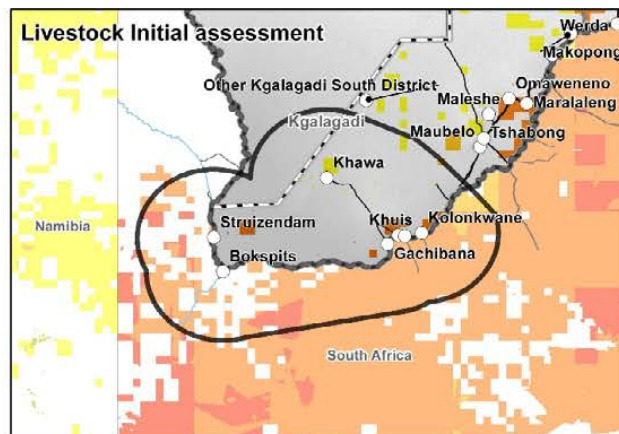 Livestock Initial assessment
Werda
Makopong
Other Kgalagadi South District
Omaweneno
Maleshe
Maralaleng
Kgalagadi
Maubelo
Tshabong
Khawa
Namibia
Struizendam
Khuis
Kolonkwane
Gachibana
Bokspits
South Africa